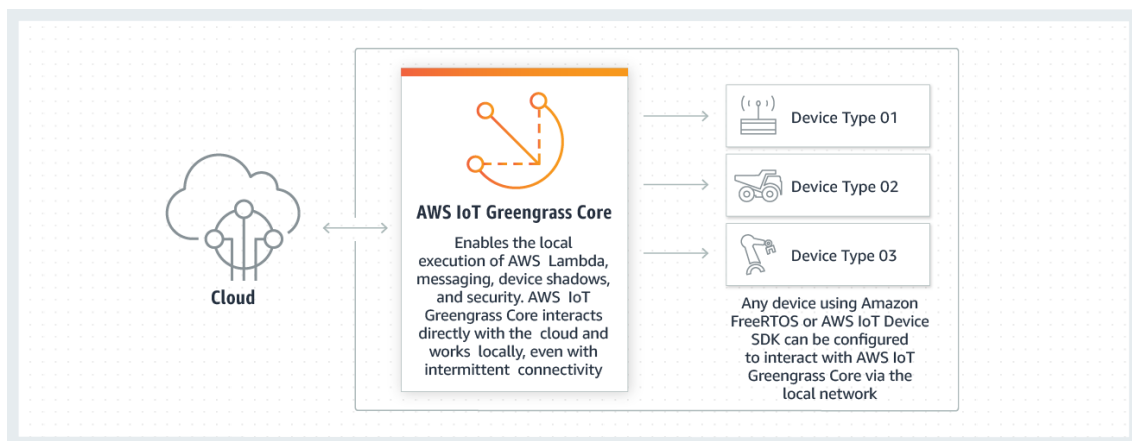 Cloud
AWS IoT Greengrass Core
Enables the local
execution of AWS Lambda,
messaging, device shadows,
and security. AWS IoT
Greengrass Core interacts
directly with the cloud and
works locally, even with
intermittent connectivity
Device Type 01
Device Type 02
Device Type 03
Any device using Amazon
FreeRTOS or AWS IoT Device
SDK can be configured
to interact with AWS IoT
Greengrass Core via the
local network